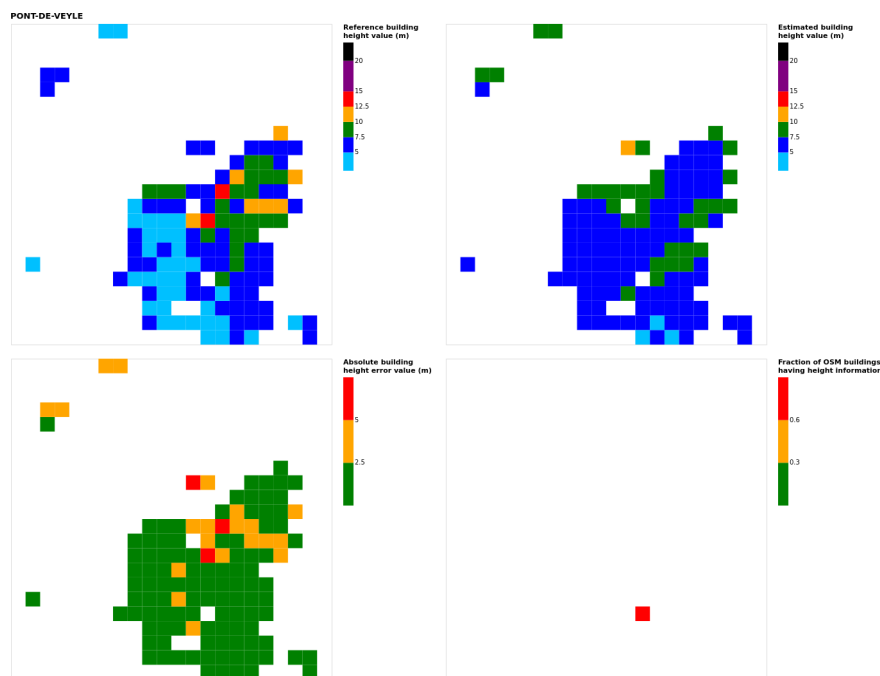 PONT-DE-VEYLE
Reference building
height value (m)
20
15
12.5
10
7.5
5
Estimated building
height value (m)
20
15
12.5
10
7.5
5
Absolute building
height error value (m)
5
2.5
Fraction of OSM buildings
having height information
0.6
0.3